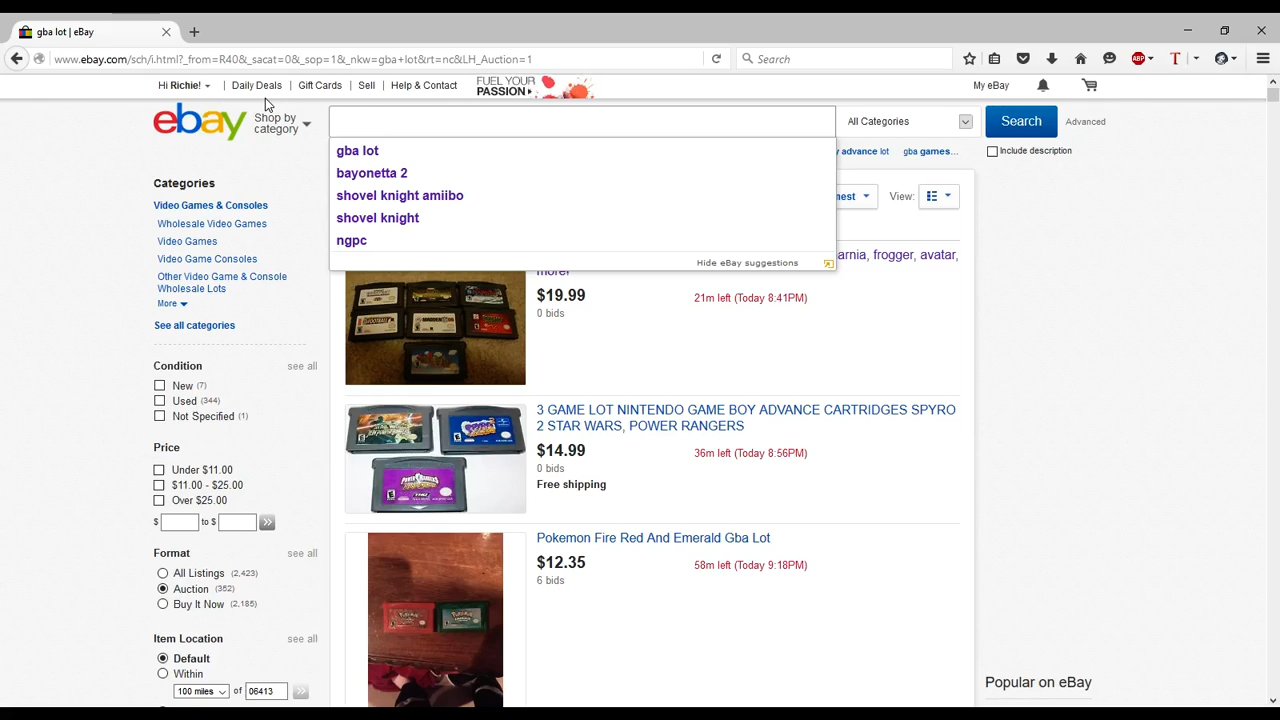 gba lot | eBay
www.ebay.com/sch/i.html?_from=R40&_sacat=0&_sop=1&_nkw=gba+lot&rt=nc&LH_Auction=1
Search
ABP
Hi Richie!
Daily Deals
Gift Cards
Sell
Help & Contact
FUEL YOUR
PASSION
My eBay
ebay
Shop by
category
All Categories
Search
Advanced
gba lot
bayonetta 2
shovel knight amiibo
shovel knight
ngpc
Hide eBay suggestions
advance lot
gba games...
Include description
View:
Categories
Video Games & Consoles
Wholesale Video Games
Video Games
Video Game Consoles
Other Video Game & Console
Wholesale Lots
More
See all categories
Condition
see all
New (7)
Used (344)
Not Specified (1)
Price
Under $11.00
$11.00 - $25.00
Over $25.00
$ to $
Format
see all
All Listings (2,423)
Auction (352)
Buy It Now (2,185)
Item Location
see all
Default
Within
100 miles of 06413
frogger, avatar,
more!
$19.99
21m left (Today 8:41PM)
0 bids
3 GAME LOT NINTENDO GAME BOY ADVANCE CARTRIDGES SPYRO
2 STAR WARS, POWER RANGERS
$14.99
36m left (Today 8:56PM)
0 bids
Free shipping
Pokemon Fire Red And Emerald Gba Lot
$12.35
58m left (Today 9:18PM)
6 bids
Popular on eBay